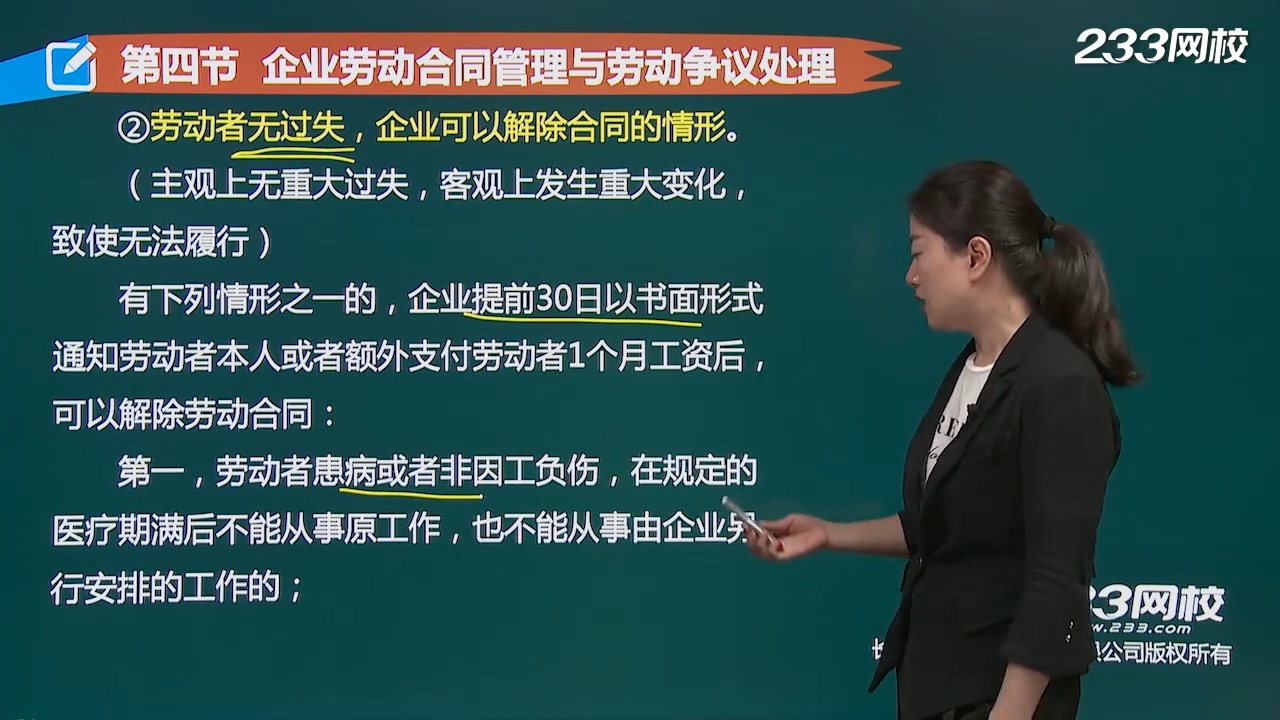 233网校
第四节 企业劳动合同管理与劳动争议处理
②劳动者无过失，企业可以解除合同的情形。
（主观上无重大过失，客观上发生重大变化，
致使无法履行）
有下列情形之一的，企业提前30日以书面形式
通知劳动者本人或者额外支付劳动者1个月工资后，
可以解除劳动合同：
第一，劳动者患病或者非因工负伤，在规定的
医疗期满后不能从事原工作，也不能从事由企业另
行安排的工作的；
RE
33网校
w.233.com
公司版权所有